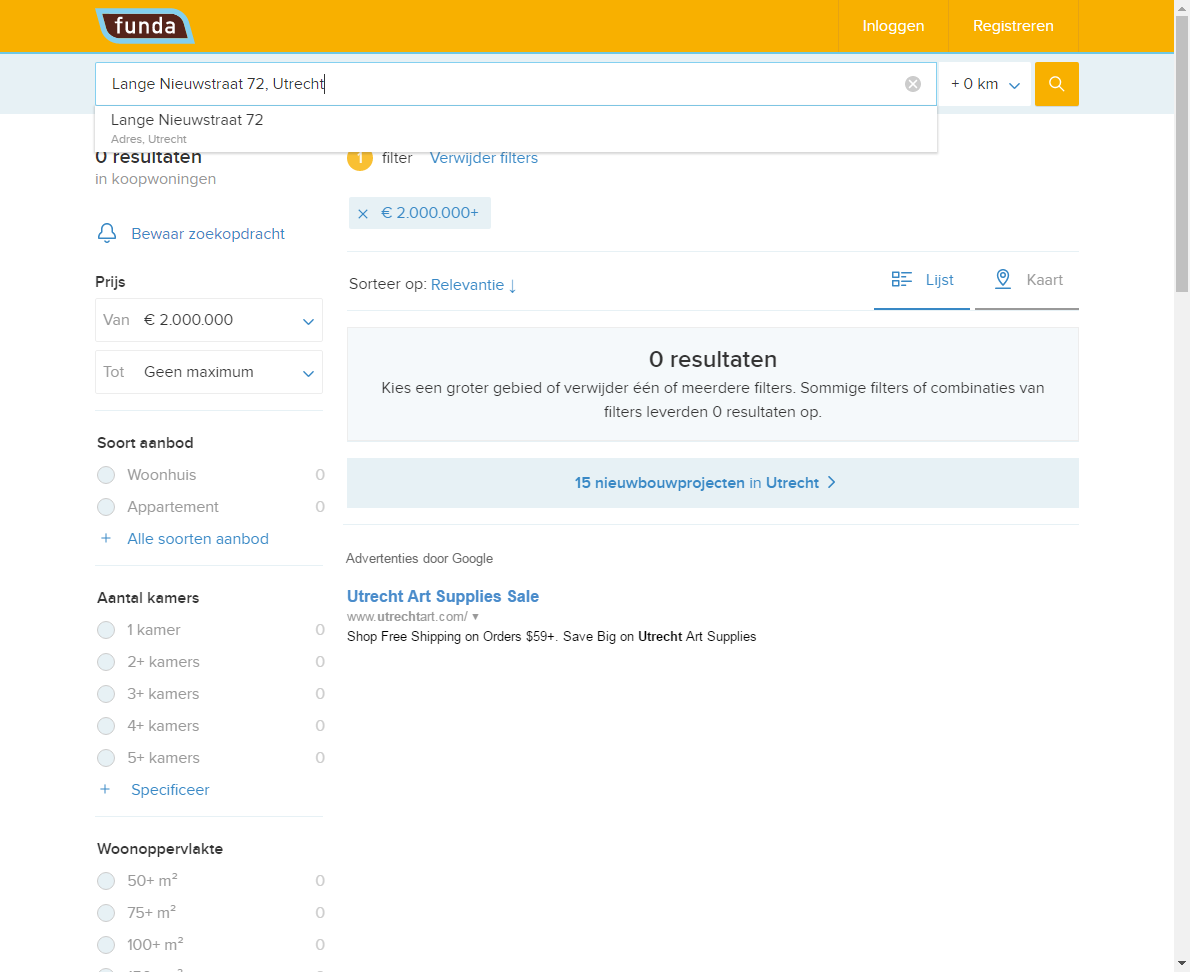 funda
Inloggen
Registreren
Lange Nieuwstraat 72, Utrecht
+ 0 km
Lange Nieuwstraat 72
Adres, Utrecht
0 resultaten
in koopwoningen
1 filter Verwijder filters
€ 2.000.000+
Bewaar zoekopdracht
Sorteer op: Relevantie ↓
Lijst
Kaart
Prijs
Van € 2.000.000
Tot Geen maximum
0 resultaten
Kies een groter gebied of verwijder één of meerdere filters. Sommige filters of combinaties van
filters leverden 0 resultaten op.
15 nieuwbouwprojecten in Utrecht
Soort aanbod
Woonhuis 0
Appartement 0
+ Alle soorten aanbod
Advertenties door Google
Utrecht Art Supplies Sale
www.utrechtart.com/ ▼
Shop Free Shipping on Orders $59+. Save Big on Utrecht Art Supplies
Aantal kamers
1 kamer 0
2+ kamers 0
3+ kamers 0
4+ kamers 0
5+ kamers 0
+ Specificeer
Woonoppervlakte
50+ m² 0
75+ m² 0
100+ m² 0